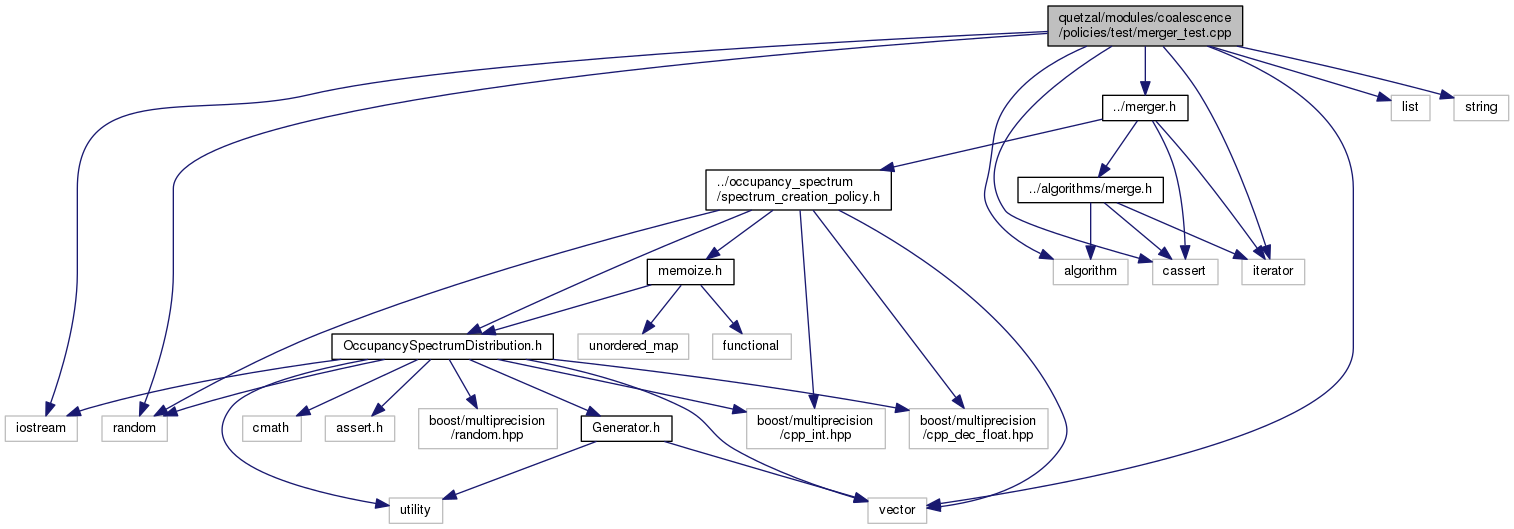 quetzal/modules/coalescence
/policies/test/merger_test.cpp
../merger.h
list
string
../occupancy_spectrum
/spectrum_creation_policy.h
../algorithms/merge.h
memoize.h
algorithm
cassert
iterator
OccupancySpectrumDistribution.h
unordered_map
functional
iostream
random
cmath
assert.h
boost/multiprecision
/random.hpp
Generator.h
boost/multiprecision
/cpp_int.hpp
boost/multiprecision
/cpp_dec_float.hpp
utility
vector